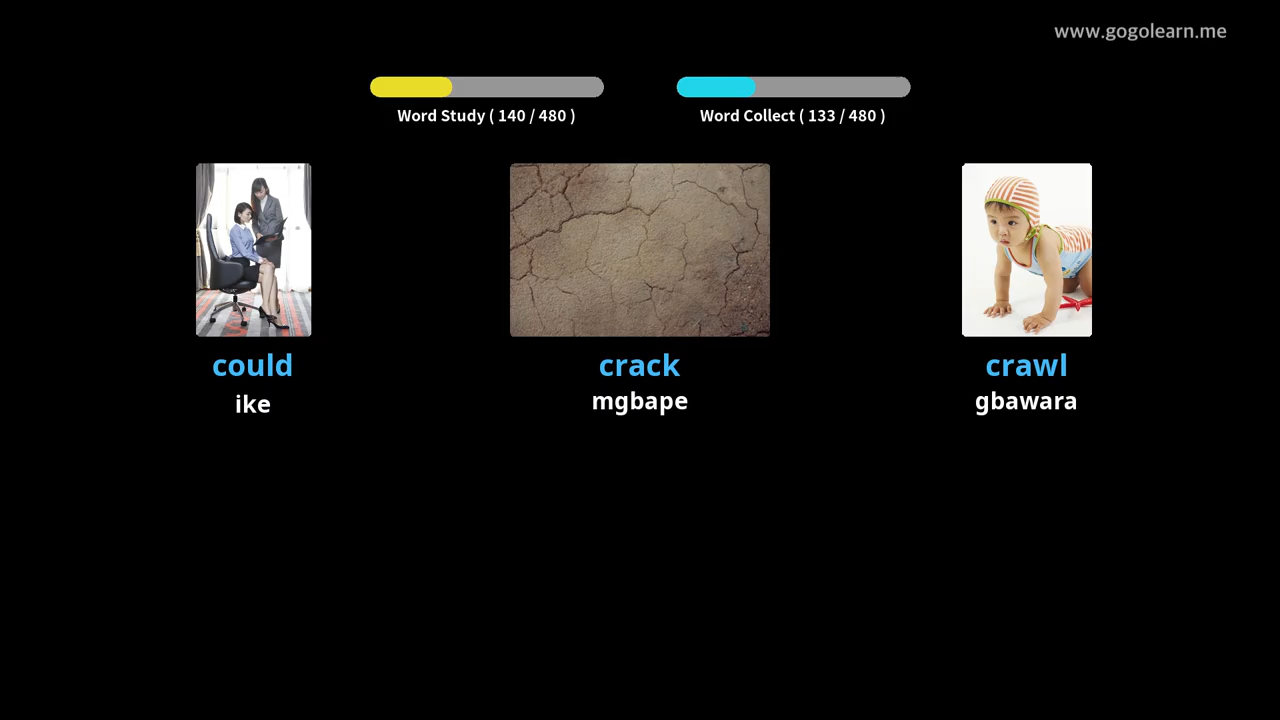 www.gogolearn.me
Word Study ( 140 / 480 )
Word Collect ( 133 / 480 )
could
crack
crawl
ike
mgbape
gbawara